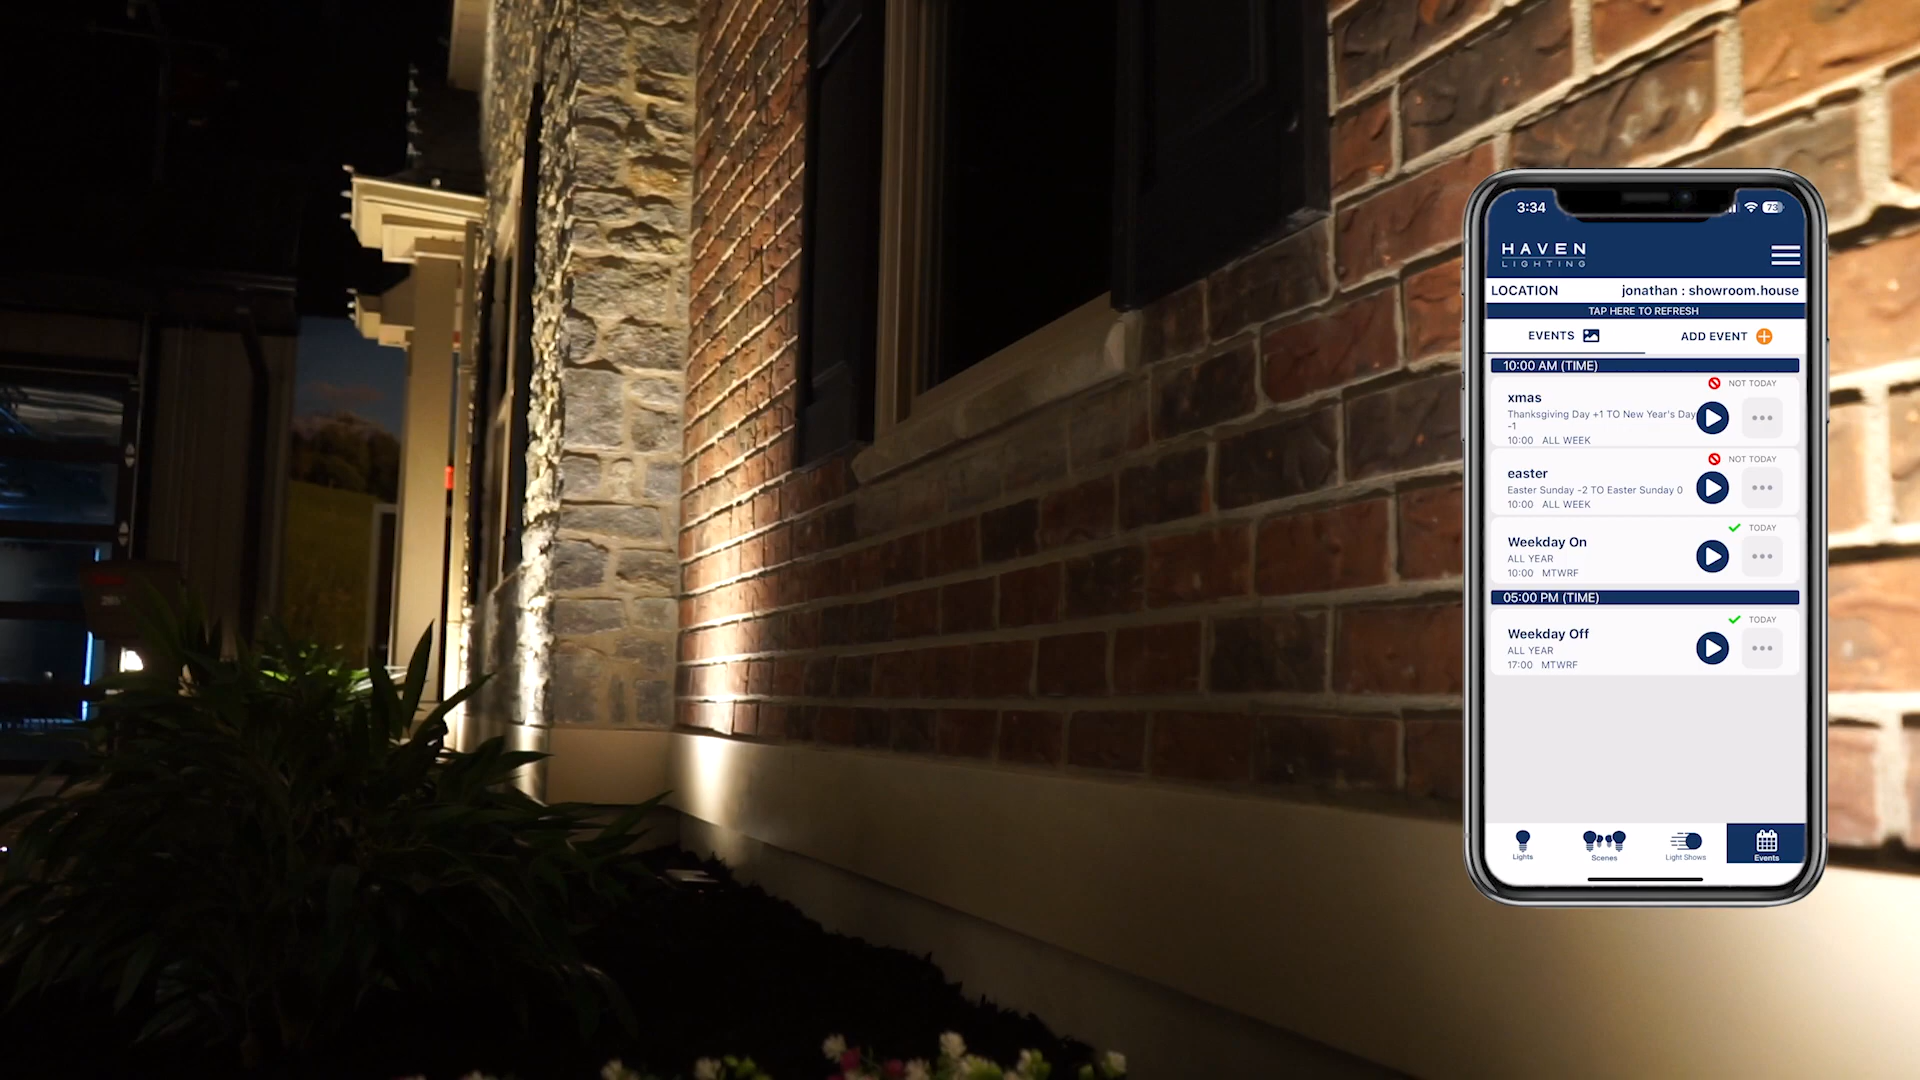 3:34
73
HAVEN
LIGHTING
LOCATION jonathan : showroom.house
TAP HERE TO REFRESH
EVENTS ADD EVENT
10:00 AM (TIME)
NOT TODAY
xmas
Thanksgiving Day +1 TO New Year's Day
-1
10:00 ALL WEEK
NOT TODAY
easter
Easter Sunday -2 TO Easter Sunday 0
10:00 ALL WEEK
TODAY
Weekday On
ALL YEAR
10:00 MTWRF
05:00 PM (TIME)
TODAY
Weekday Off
ALL YEAR
17:00 MTWRF
Lights Scenes Light Shows Events